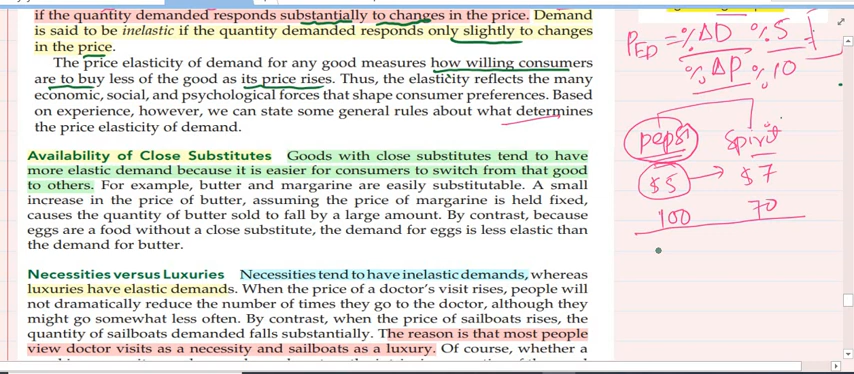 if the quantity demanded responds substantially to changes in the price. Demand
is said to be inelastic if the quantity demanded responds only slightly to changes
in the price.
The price elasticity of demand for any good measures how willing consumers
are to buy less of the good as its price rises. Thus, the elasticity reflects the many
economic, social, and psychological forces that shape consumer preferences. Based
on experience, however, we can state some general rules about what determines
the price elasticity of demand.
Availability of Close Substitutes Goods with close substitutes tend to have
more elastic demand because it is easier for consumers to switch from that good
to others. For example, butter and margarine are easily substitutable. A small
increase in the price of butter, assuming the price of margarine is held fixed,
causes the quantity of butter sold to fall by a large amount. By contrast, because
eggs are a food without a close substitute, the demand for eggs is less elastic than
the demand for butter.
Necessities versus Luxuries Necessities tend to have inelastic demands, whereas
luxuries have elastic demands. When the price of a doctor's visit rises, people will
not dramatically reduce the number of times they go to the doctor, although they
might go somewhat less often. By contrast, when the price of sailboats rises, the
quantity of sailboats demanded falls substantially. The reason is that most people
view doctor visits as a necessity and sailboats as a luxury. Of course, whether a
PED = %ΔD %5
%ΔP %10
pepsi spirit
$5 → $7
100 70